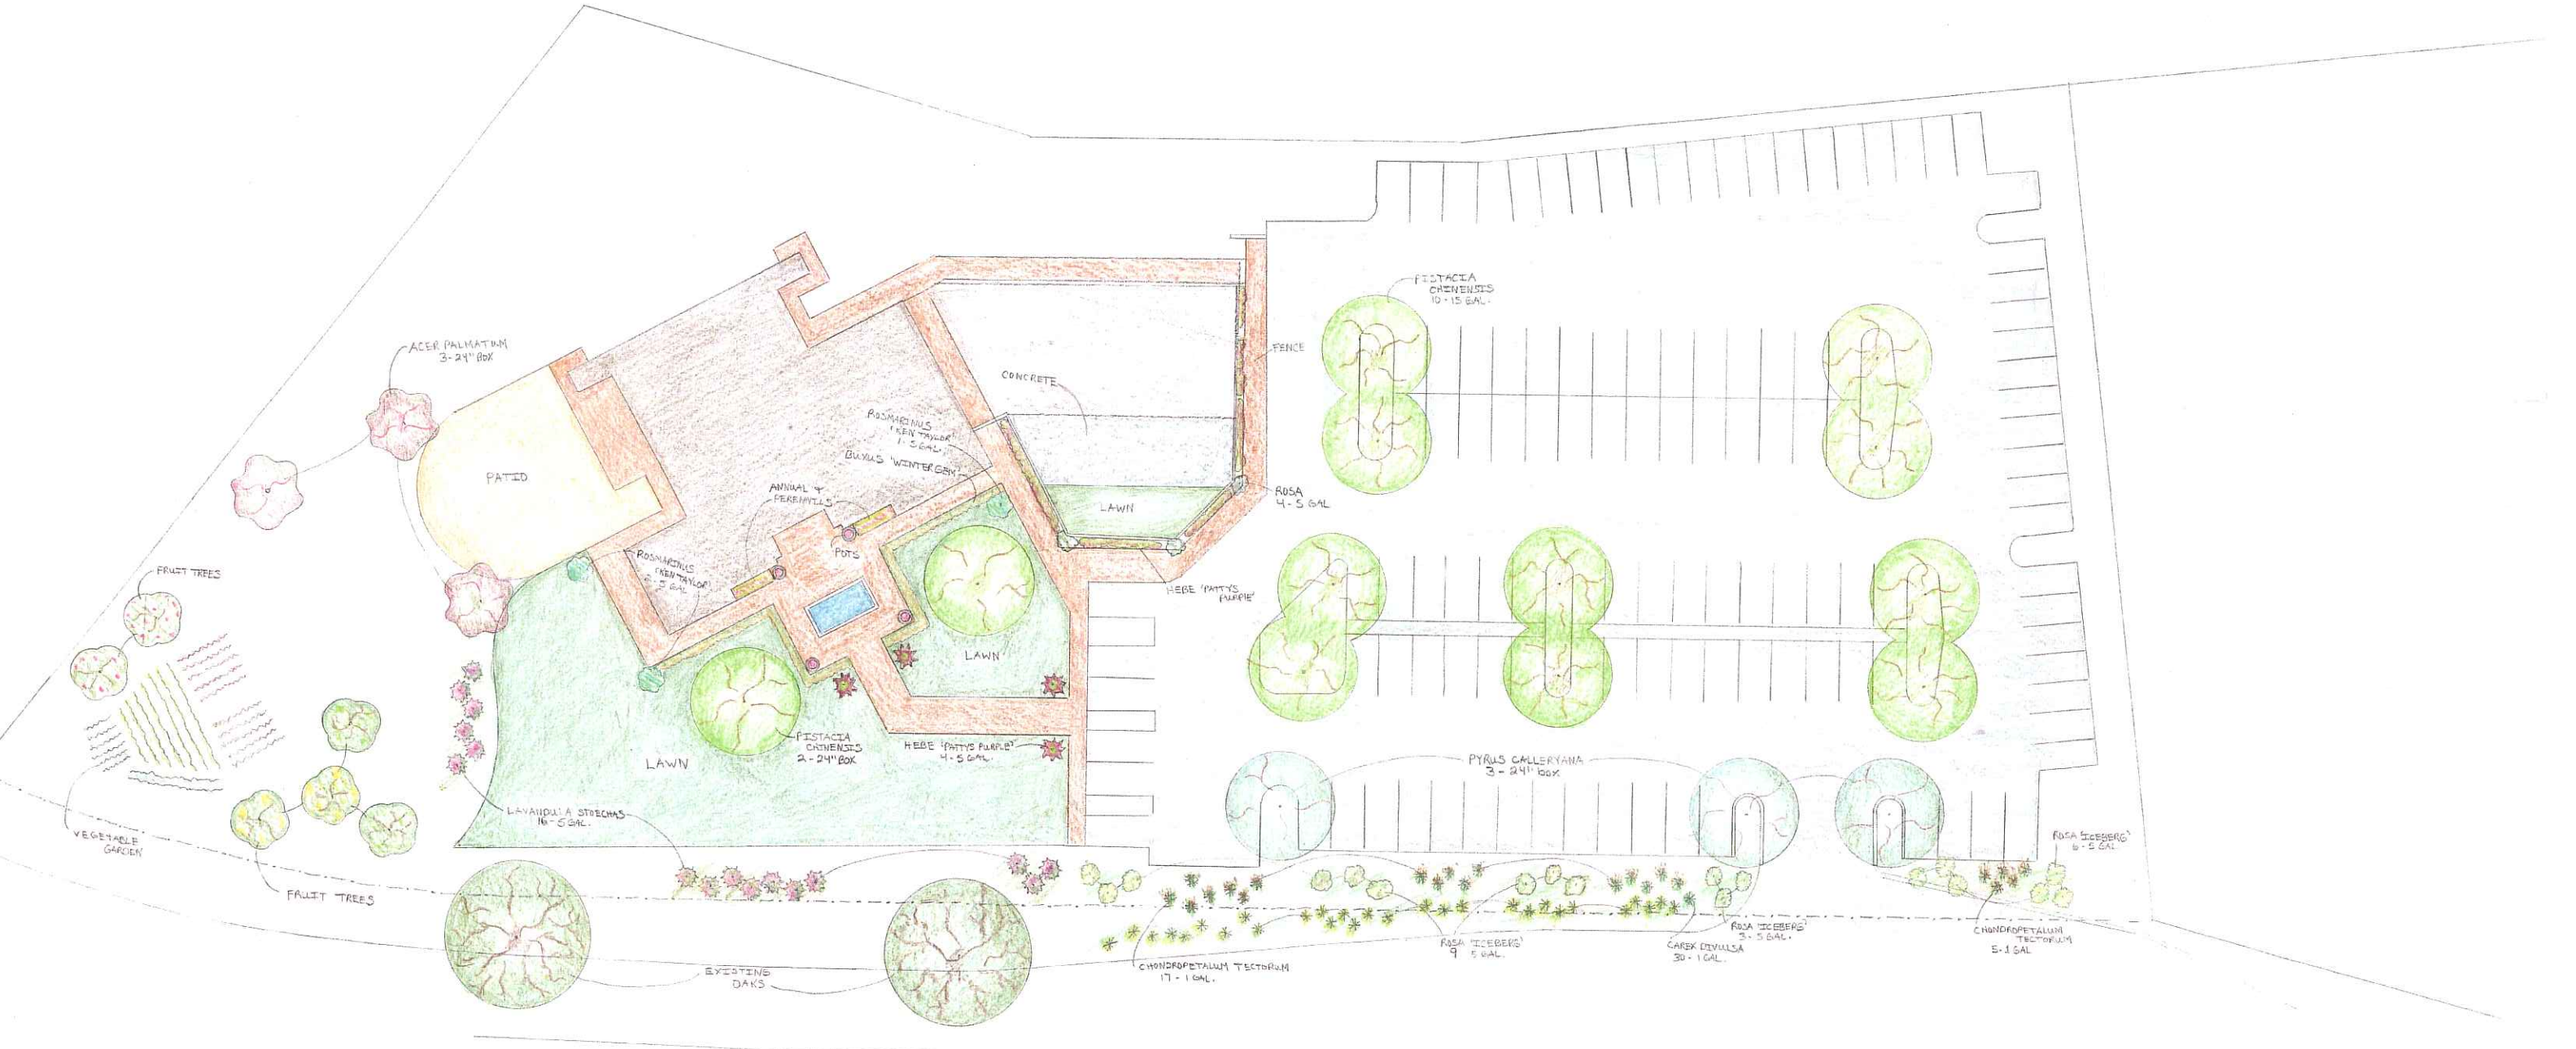 PISTACIA
CHINENSIS
10-15 GAL.
ACER PALMATUM
3-24" BOX
FENCE
CONCRETE
ROSMARINUS
'KEN TAYLOR'
1-5 GAL.
BUXUS 'WINTERGEM'
PATIO
ANNUAL +
ROSA
4-5 GAL
LAWN
POTS
ROSMARINUS
'KEN TAYLOR'
2-5 GAL
FRUIT TREES
HEBE 'PATTYS
PURPLE'
LAWN
PISTACIA
CHINENSIS
2-24" BOX
HEBE 'PATTYS PURPLE'
4-5 GAL.
LAWN
PYRUS CALLERYANA
3-24" BOX
LAVANDULA STOECHAS
16-5 GAL.
VEGETABLE
GARDEN
ROSA 'ICEBERG'
6-5 GAL.
FRUIT TREES
ROSA 'ICEBERG'
3-5 GAL.
CHONDROPETALUM
TECTORUM
5-1 GAL
ROSA 'ICEBERG'
9 5 GAL.
CAREX DIVULSA
30-1 GAL.
CHONDROPETALUM TECTORUM
17-1 GAL.
EXISTING
OAKS